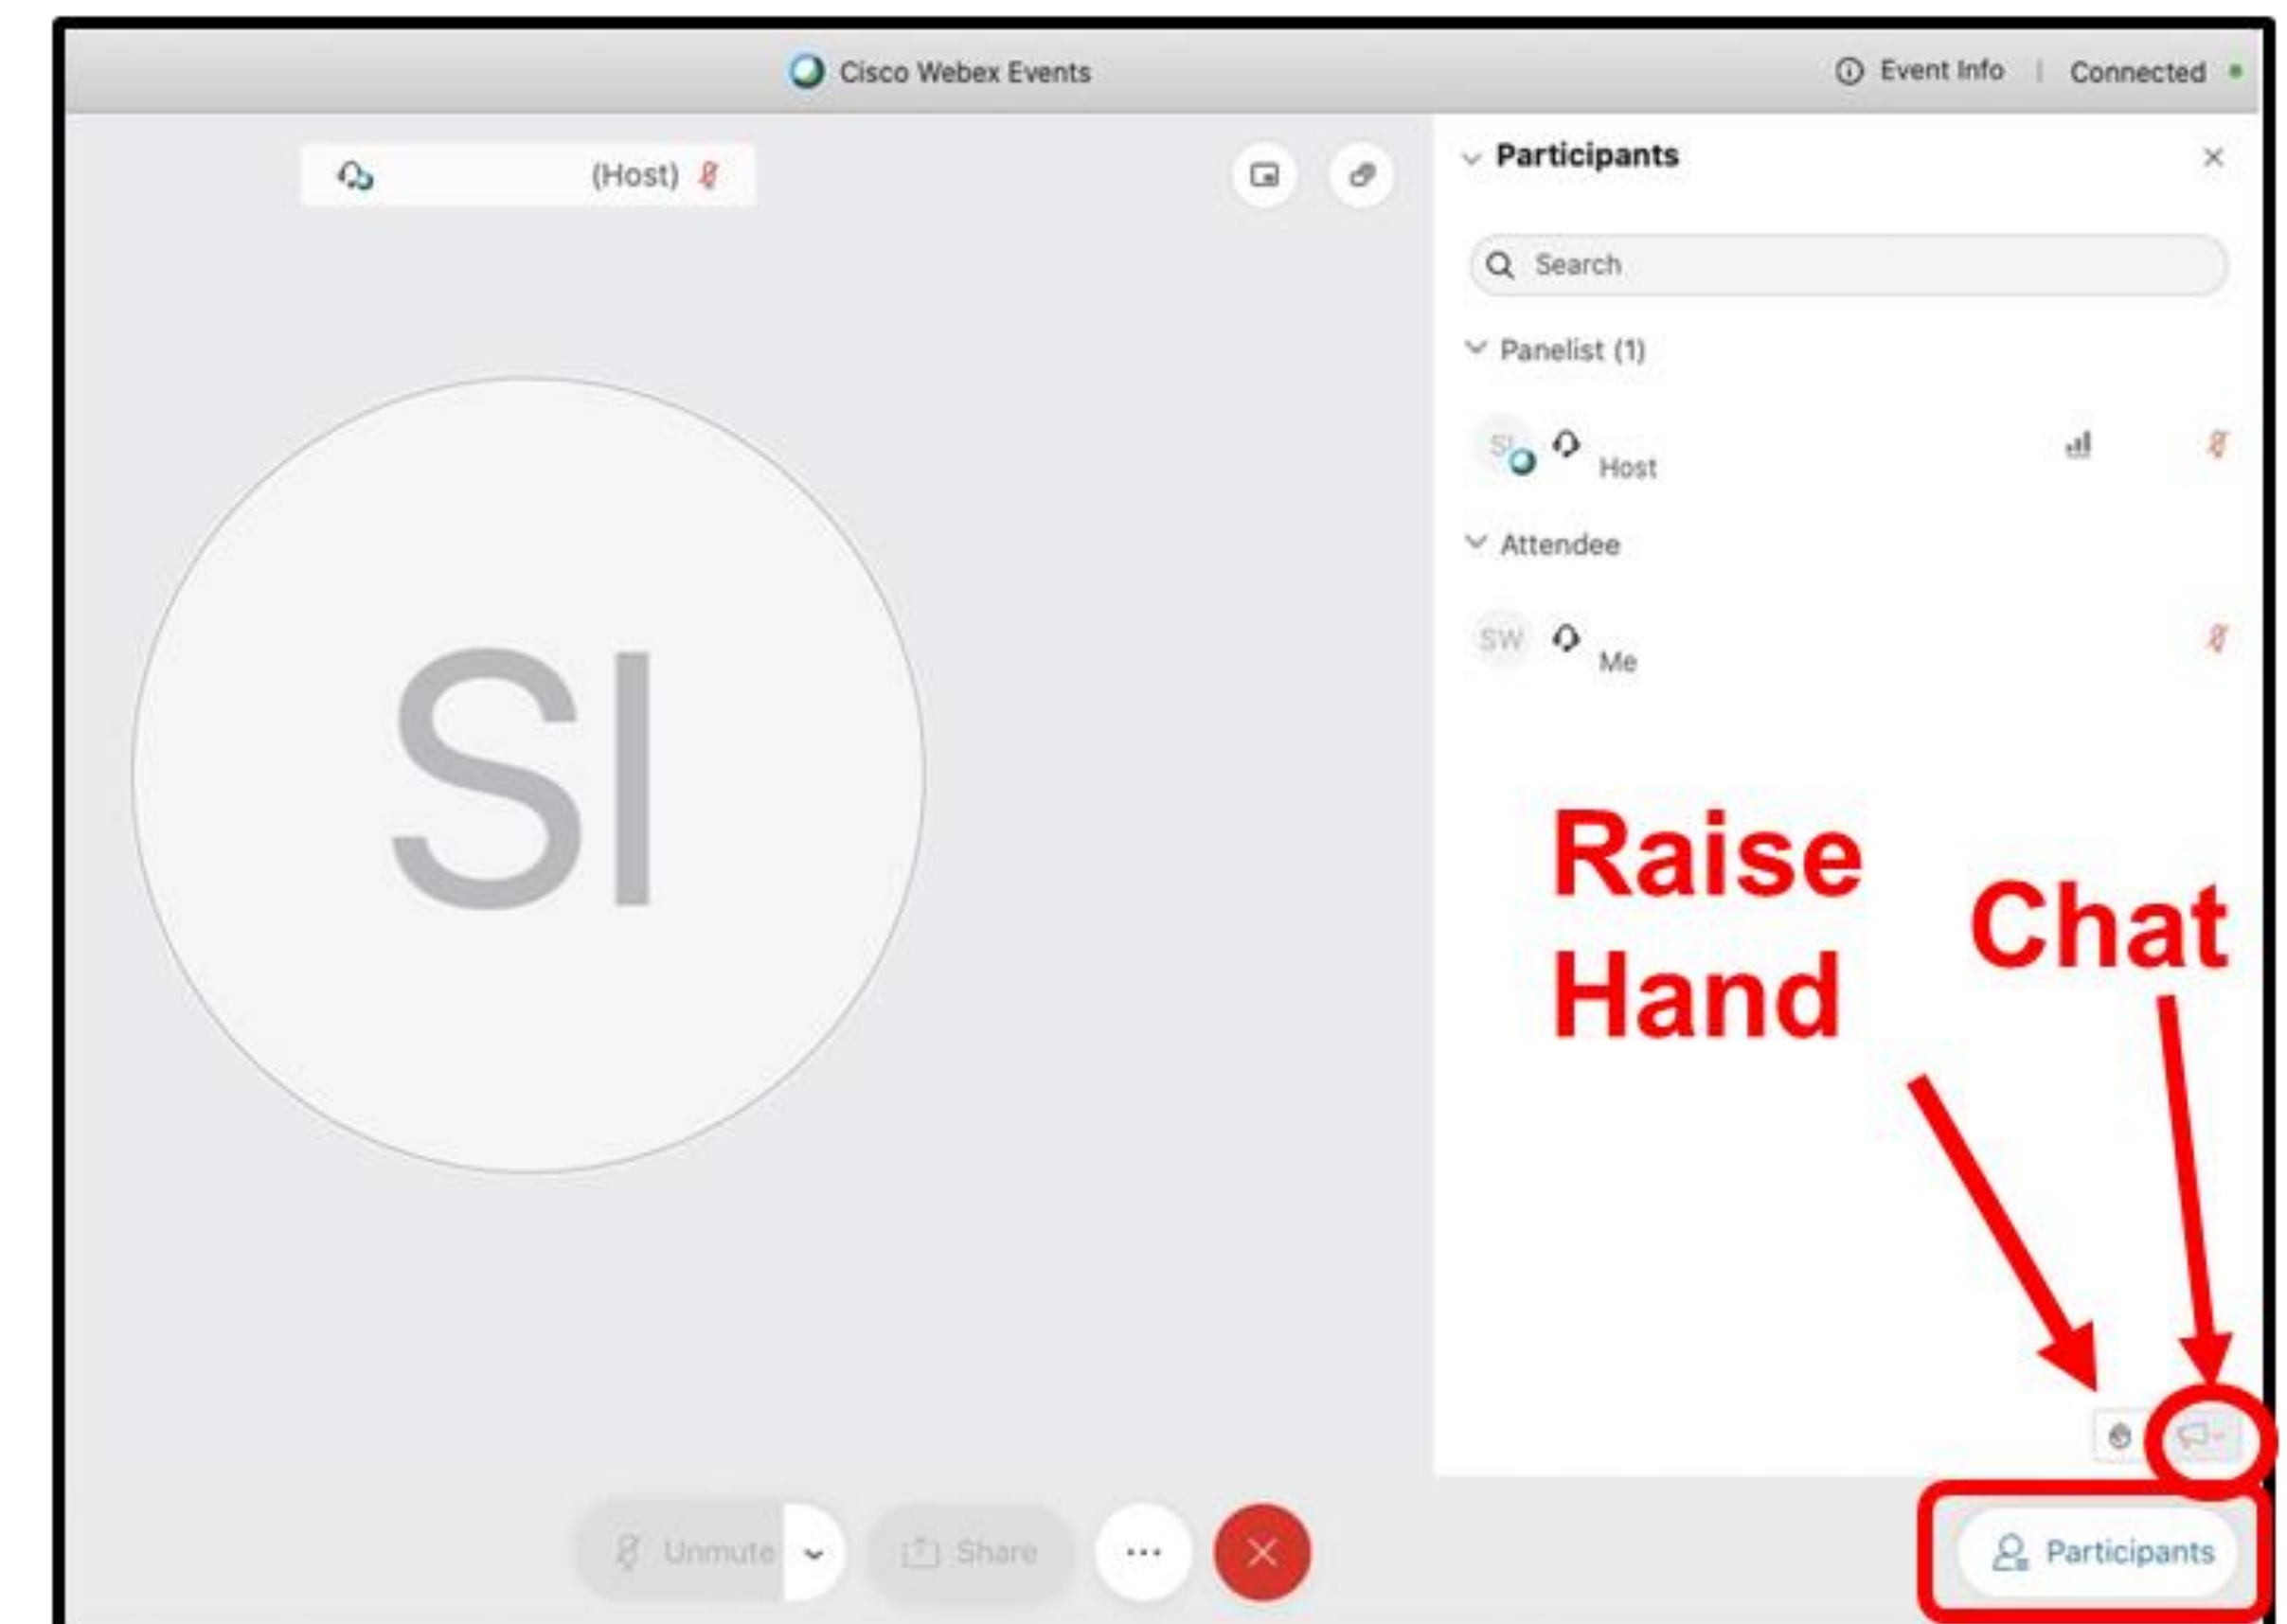 Cisco Webex Events
Event Info | Connected
(Host)
Participants
Search
Panelist (1)
SI
Host
Attendee
SW
Me
SI
Raise
Hand
Chat
Unmute
Share
Participants